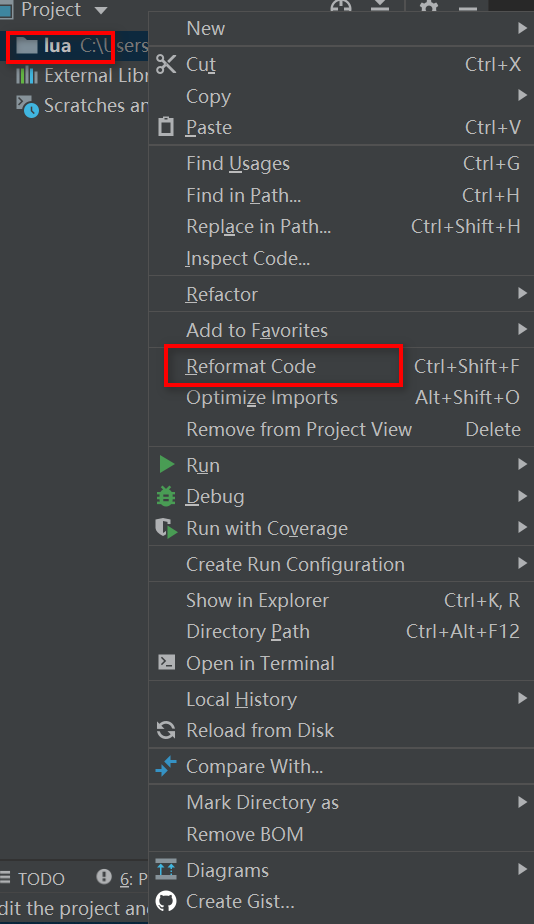 Project
lua C:\Users
External Libr
Scratches an
New
Cut Ctrl+X
Copy
Paste Ctrl+V
Find Usages Ctrl+G
Find in Path... Ctrl+H
Replace in Path... Ctrl+Shift+H
Inspect Code...
Refactor
Add to Favorites
Reformat Code Ctrl+Shift+F
Optimize Imports Alt+Shift+O
Remove from Project View Delete
Run
Debug
Run with Coverage
Create Run Configuration
Show in Explorer Ctrl+K, R
Directory Path Ctrl+Alt+F12
Open in Terminal
Local History
Reload from Disk
Compare With...
Mark Directory as
Remove BOM
Diagrams
Create Gist...
TODO 6: P
dit the project and